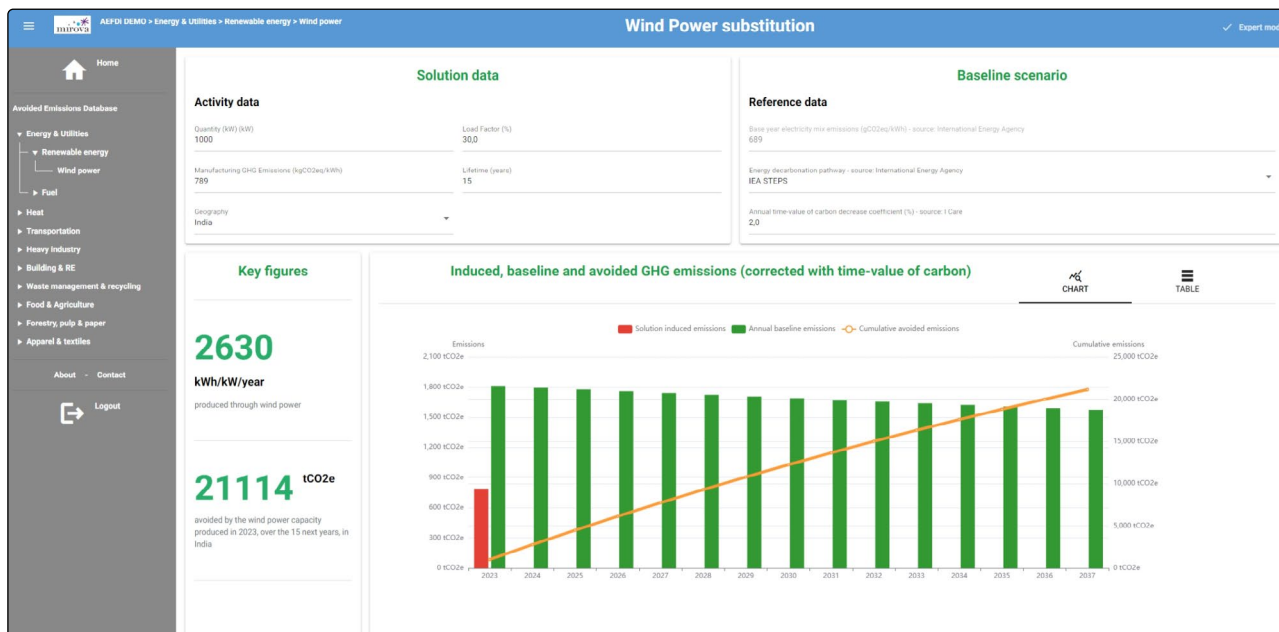 mirova
AEFDI DEMO > Energy & Utilities > Renewable energy > Wind power
Wind Power substitution
Expert mod
Home
Avoided Emissions Database
Energy & Utilities
Renewable energy
Wind power
Fuel
Heat
Transportation
Heavy Industry
Building & RE
Waste management & recycling
Food & Agriculture
Forestry, pulp & paper
Apparel & textiles
About - Contact
Logout
Solution data
Activity data
Quantity (kW) (kW)
1000
Load Factor (%)
30,0
Manufacturing GHG Emissions (kgCO2eq/kWh)
789
Lifetime (years)
15
Geography
India
Baseline scenario
Reference data
Base year electricity mix emissions (gCO2eq/kWh) - source: International Energy Agency
689
Energy decarbonation pathway - source: International Energy Agency
IEA STEPS
Annual time-value of carbon decrease coefficient (%) - source: I Care
2,0
Key figures
2630
kWh/kW/year
produced through wind power
21114 tCO2e
avoided by the wind power capacity
produced in 2023, over the 15 next years, in
India
Induced, baseline and avoided GHG emissions (corrected with time-value of carbon)
CHART
TABLE
Solution induced emissions Annual baseline emissions Cumulative avoided emissions
Emissions
Cumulative emissions
2,100 tCO2e
1,800 tCO2e
1,500 tCO2e
1,200 tCO2e
900 tCO2e
600 tCO2e
300 tCO2e
0 tCO2e
25,000 tCO2e
20,000 tCO2e
15,000 tCO2e
10,000 tCO2e
5,000 tCO2e
0 tCO2e
2023 2024 2025 2026 2027 2028 2029 2030 2031 2012 2033 2034 2035 2036 2037